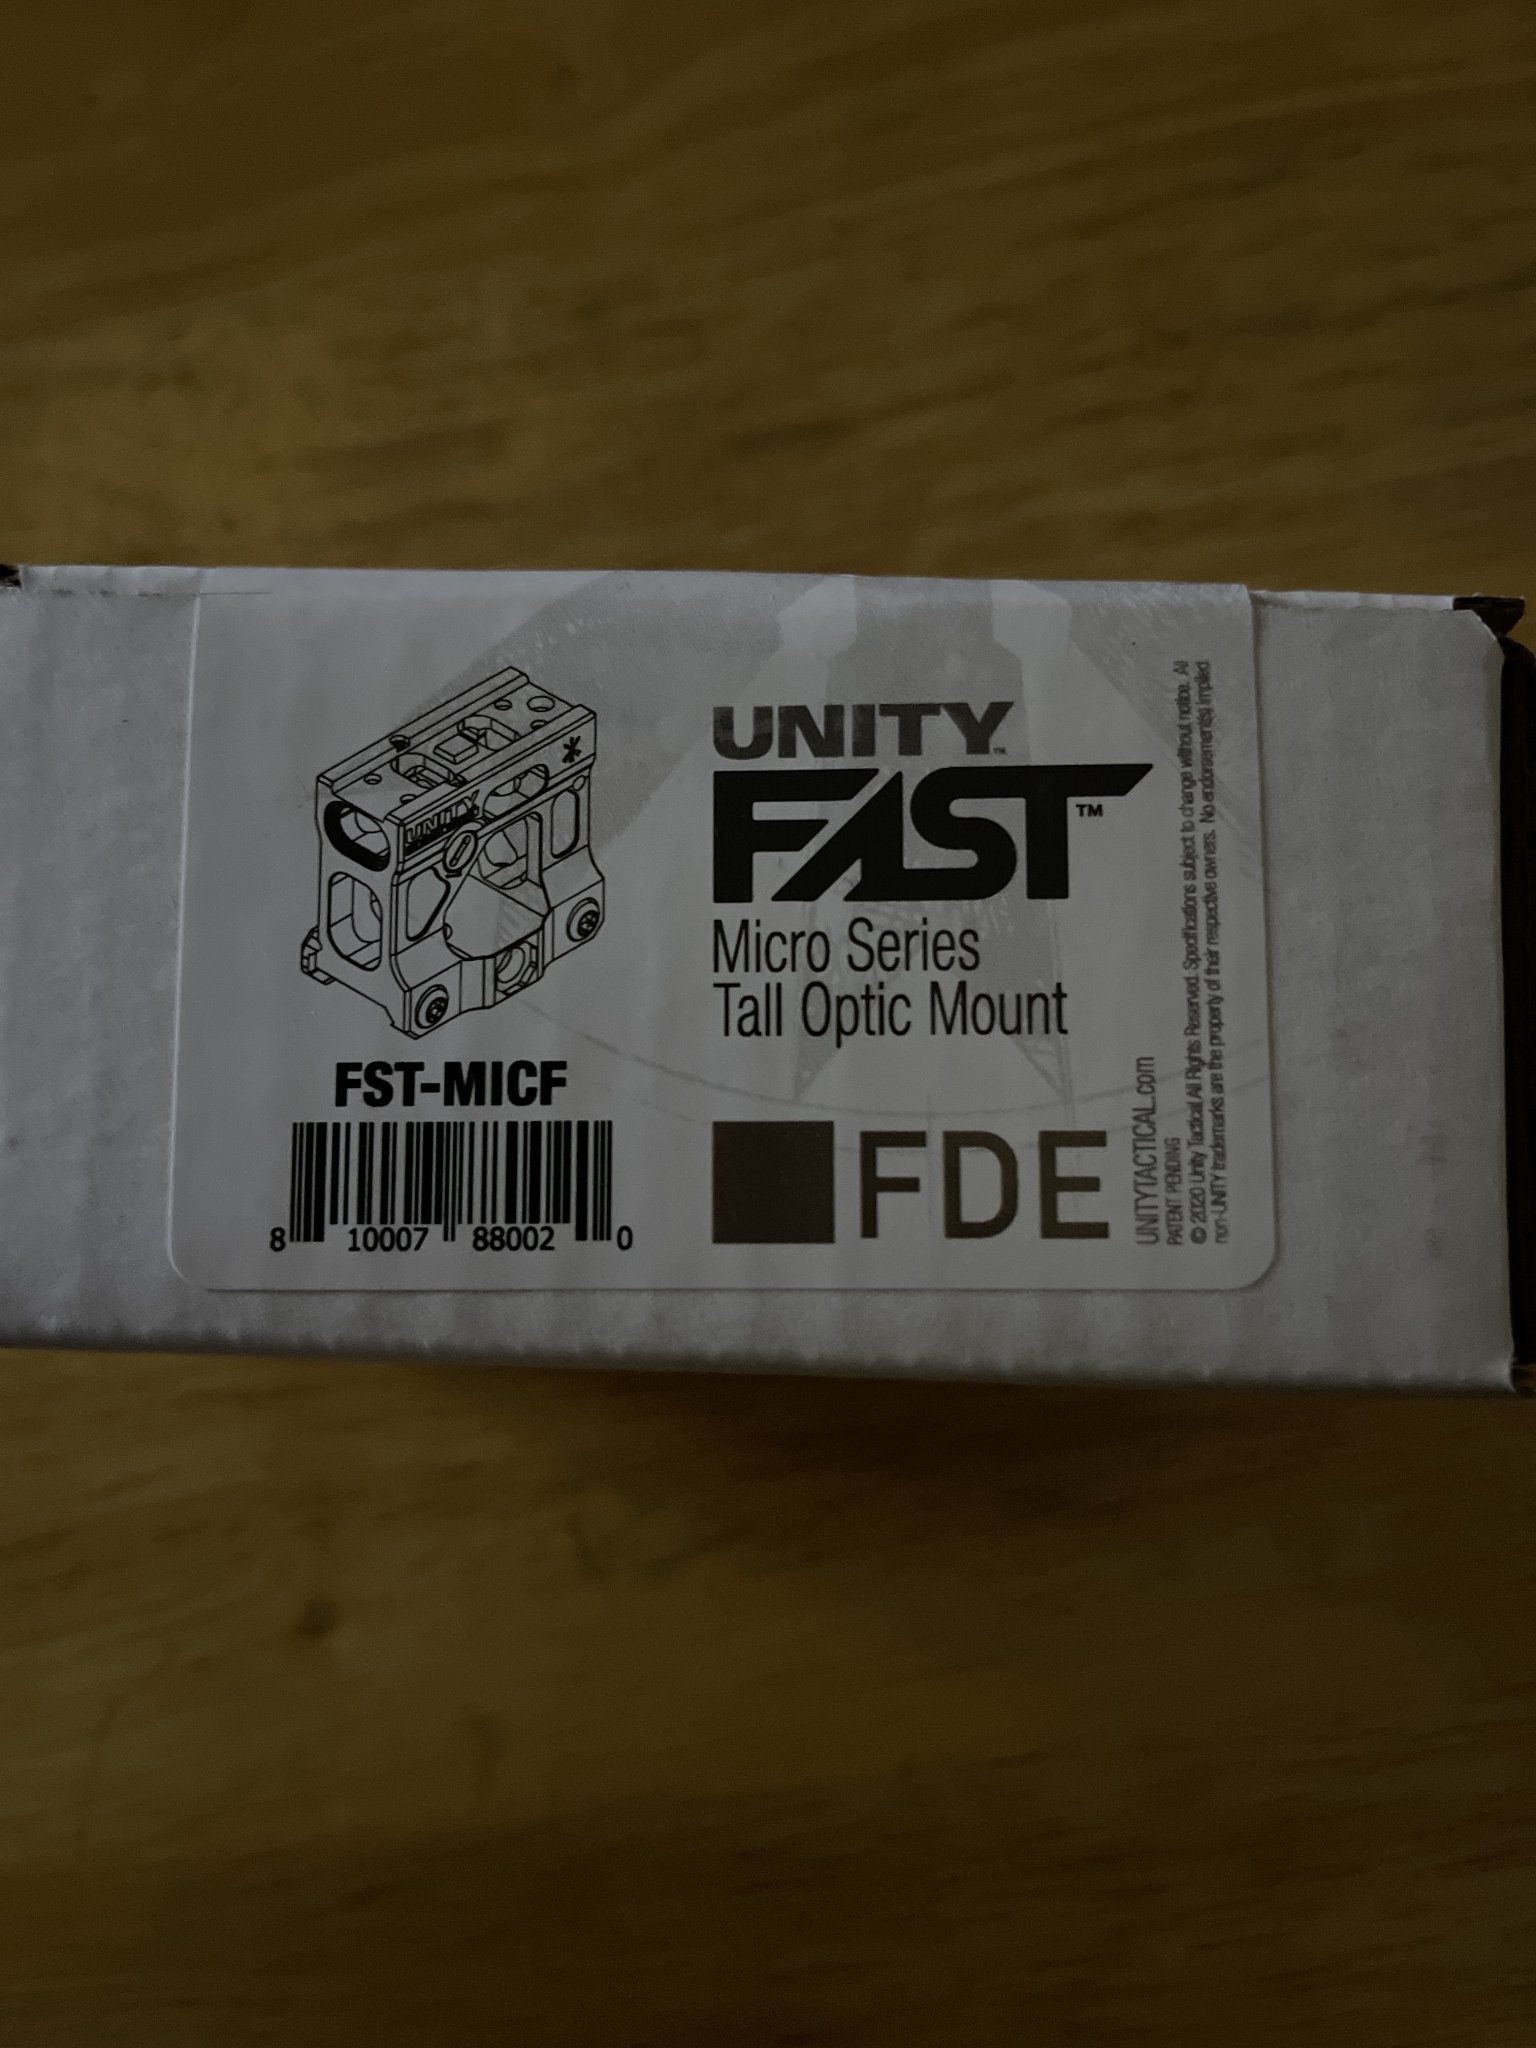 UNITY™
FAST™
Micro Series
Tall Optic Mount
UNITY
FST-MICF
8 10007 88002 0
FDE
UNITYTACTICAL.com
PATENT PENDING
© 2020 Unity Tactical. All Rights Reserved. Specifications subject to change without notice. All
non-UNITY trademarks are the property of their respective owners. No endorsement(s) implied